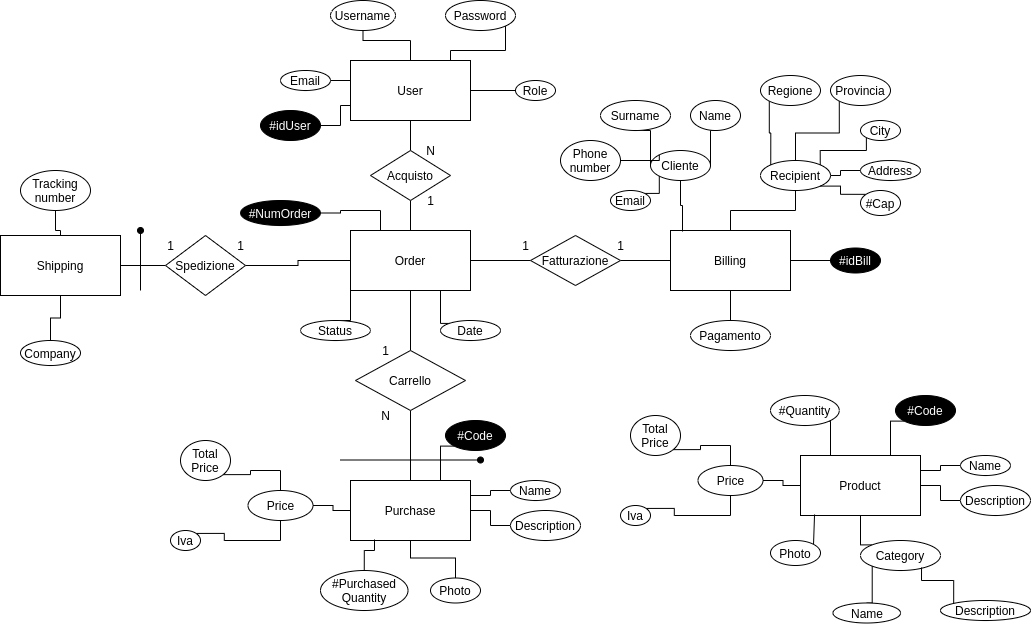 Username
Password
Email
User
Role
#idUser
N
Acquisto
1
#NumOrder
Tracking
number
Shipping
1
Spedizione
1
Order
Status
Date
Company
1
Fatturazione
1
Billing
#idBill
Pagamento
Surname
Name
Phone
number
Cliente
Email
Regione
Provincia
City
Recipient
Address
#Cap
1
Carrello
N
#Code
Total
Price
Price
Iva
Purchase
Name
Description
#Purchased
Quantity
Photo
#Quantity
#Code
Total
Price
Price
Iva
Product
Name
Description
Photo
Category
Name
Description